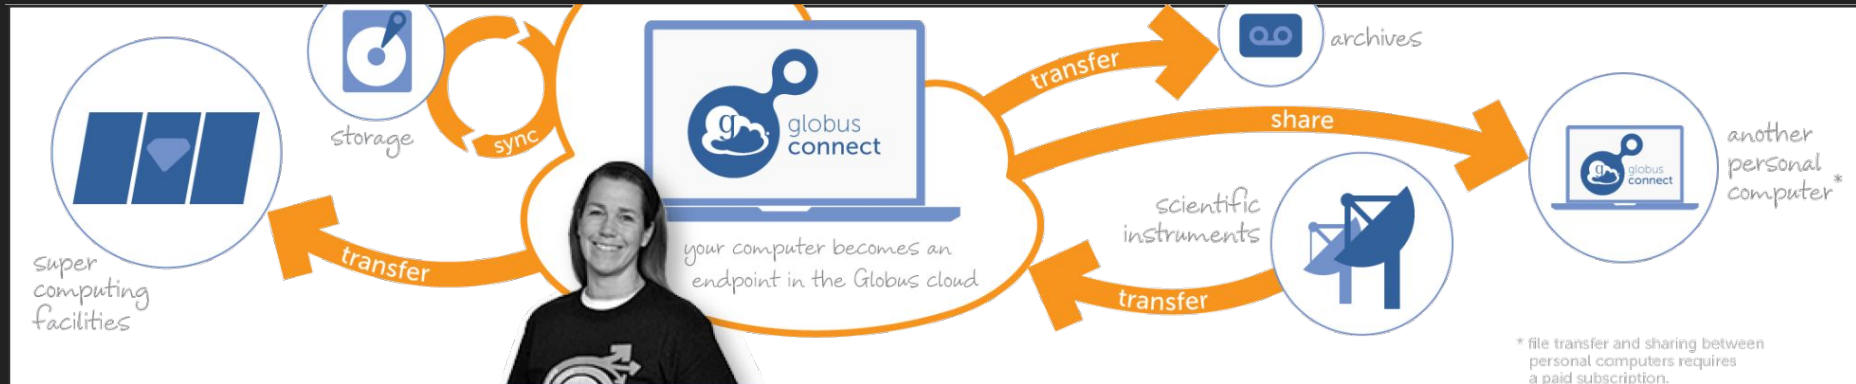 archives
transfer
share
globus
connect
storage
sync
another
personal
computer*
globus
connect
scientific
instruments
your computer becomes an
endpoint in the Globus cloud
transfer
super
computing
facilities
transfer
* file transfer and sharing between
personal computers requires
a paid subscription.